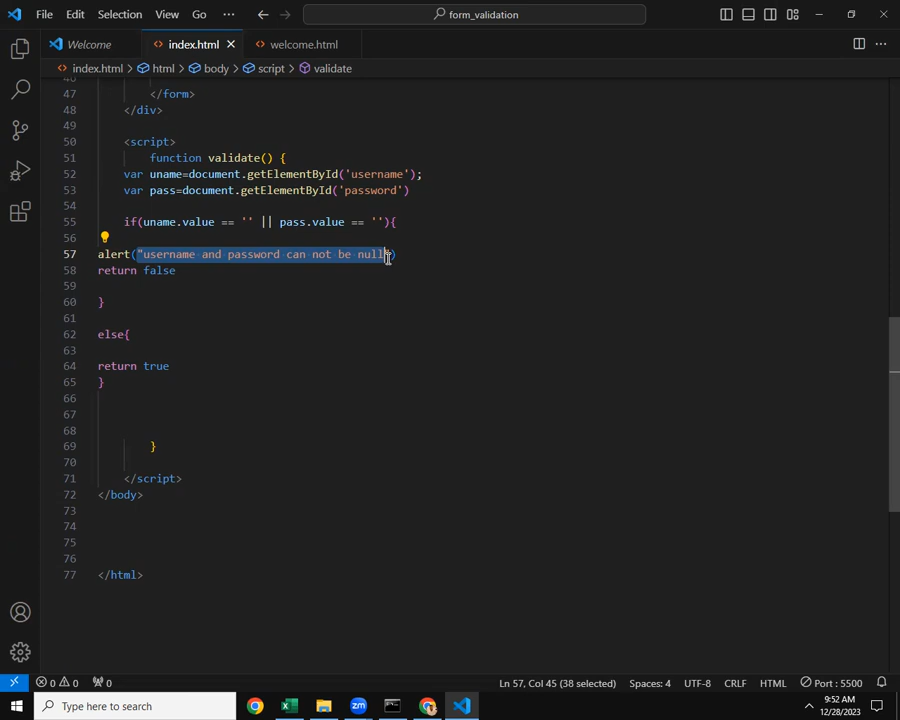 File Edit Selection View Go ··· form_validation
Welcome index.html welcome.html
index.html > html > body > script > validate
47 </form>
48 </div>
49
50 <script>
51 function validate() {
52 var uname=document.getElementById('username');
53 var pass=document.getElementById('password')
54
55 if(uname.value == '' || pass.value == ''){
56
57 alert("username and password can not be null")
58 return false
59
60 }
61
62 else{
63
64 return true
65 }
66
67
68
69 }
70
71 </script>
72 </body>
73
74
75
76
77 </html>
0 0 0 Ln 57, Col 45 (38 selected) Spaces: 4 UTF-8 CRLF HTML Port : 5500
Type here to search
9:52 AM
12/28/2023